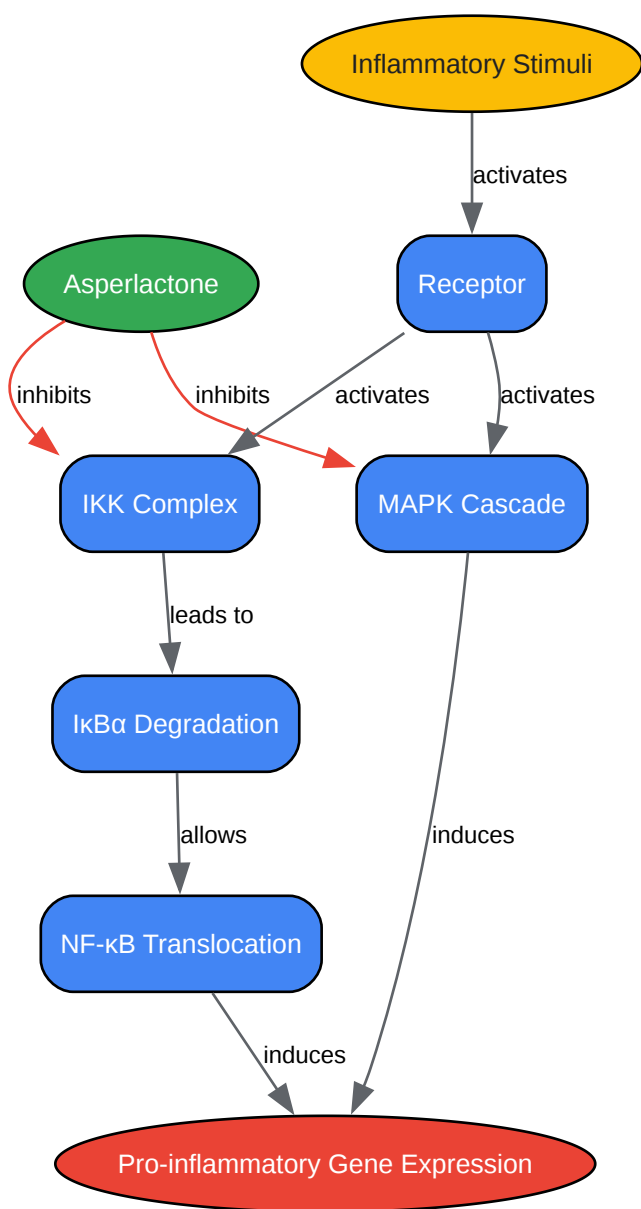 Inflammatory Stimuli
activates
Asperlactone
Receptor
inhibits
inhibits
activates
activates
IKK Complex
MAPK Cascade
leads to
IκBα Degradation
allows
induces
NF-κB Translocation
induces
Pro-inflammatory Gene Expression